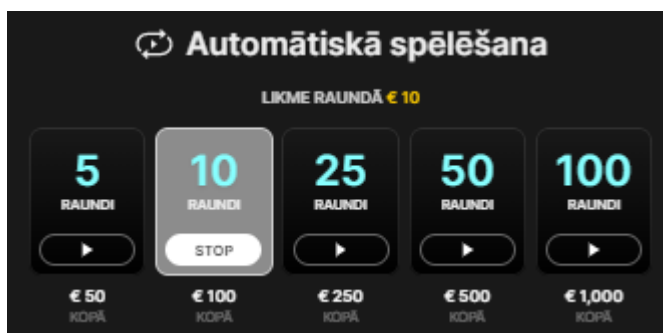 Automātiskā spēlēšana
LIKME RAUNDĀ € 10
5 10 25 50 100
RAUNDI RAUNDI RAUNDI RAUNDI RAUNDI
STOP
€ 50 € 100 € 250 € 500 € 1,000
KOPĀ KOPĀ KOPĀ KOPĀ KOPĀ